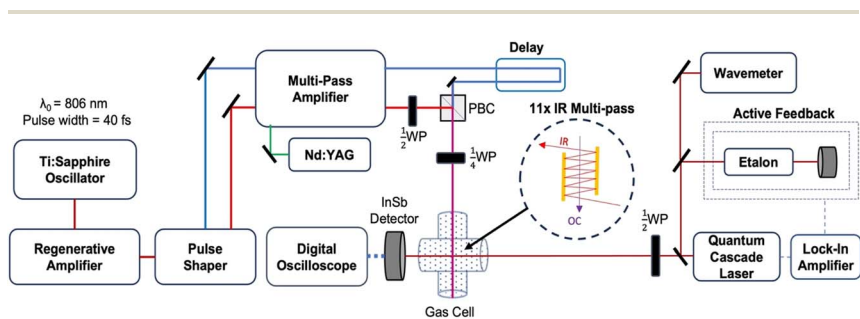 λ₀ = 806 nm
Pulse width = 40 fs
Ti:Sapphire
Oscillator
Regenerative
Amplifier
Pulse
Shaper
Multi-Pass
Amplifier
Nd:YAG
½WP
PBC
Delay
¼WP
11x IR Multi-pass
IR
OC
InSb
Detector
Digital
Oscilloscope
Gas Cell
½WP
Wavemeter
Active Feedback
Etalon
Quantum
Cascade
Laser
Lock-In
Amplifier